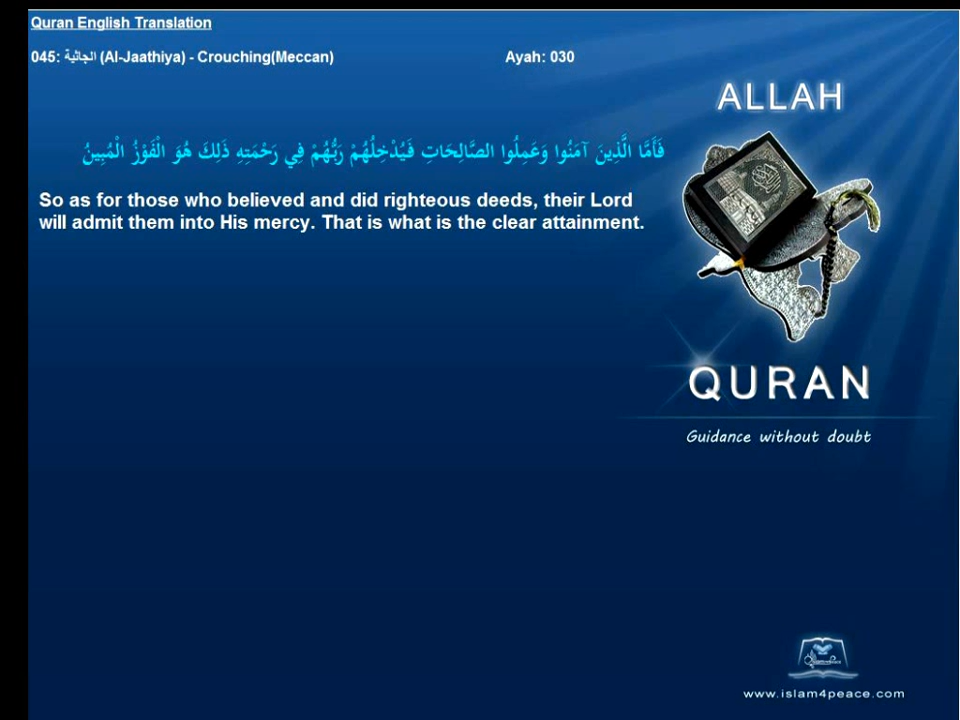 Quran English Translation
045: الجاثية (Al-Jaathiya) - Crouching(Meccan) Ayah: 030
ALLAH
فَأَمَّا الَّذِينَ آمَنُوا وَعَمِلُوا الصَّالِحَاتِ فَيُدْخِلُهُمْ رَبُّهُمْ فِي رَحْمَتِهِ ذَلِكَ هُوَ الْفَوْزُ الْمُبِينُ
So as for those who believed and did righteous deeds, their Lord
will admit them into His mercy. That is what is the clear attainment.
QURAN
Guidance without doubt
www.islam4peace.com